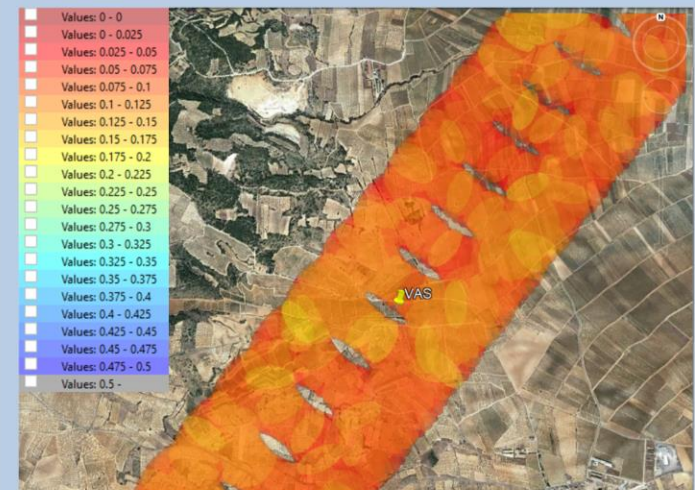 Values: 0 - 0
Values: 0 - 0.025
Values: 0.025 - 0.05
Values: 0.05 - 0.075
Values: 0.075 - 0.1
Values: 0.1 - 0.125
Values: 0.125 - 0.15
Values: 0.15 - 0.175
Values: 0.175 - 0.2
Values: 0.2 - 0.225
Values: 0.225 - 0.25
Values: 0.25 - 0.275
Values: 0.275 - 0.3
Values: 0.3 - 0.325
Values: 0.325 - 0.35
Values: 0.35 - 0.375
Values: 0.375 - 0.4
Values: 0.4 - 0.425
Values: 0.425 - 0.45
Values: 0.45 - 0.475
Values: 0.475 - 0.5
Values: 0.5 -
N
VAS